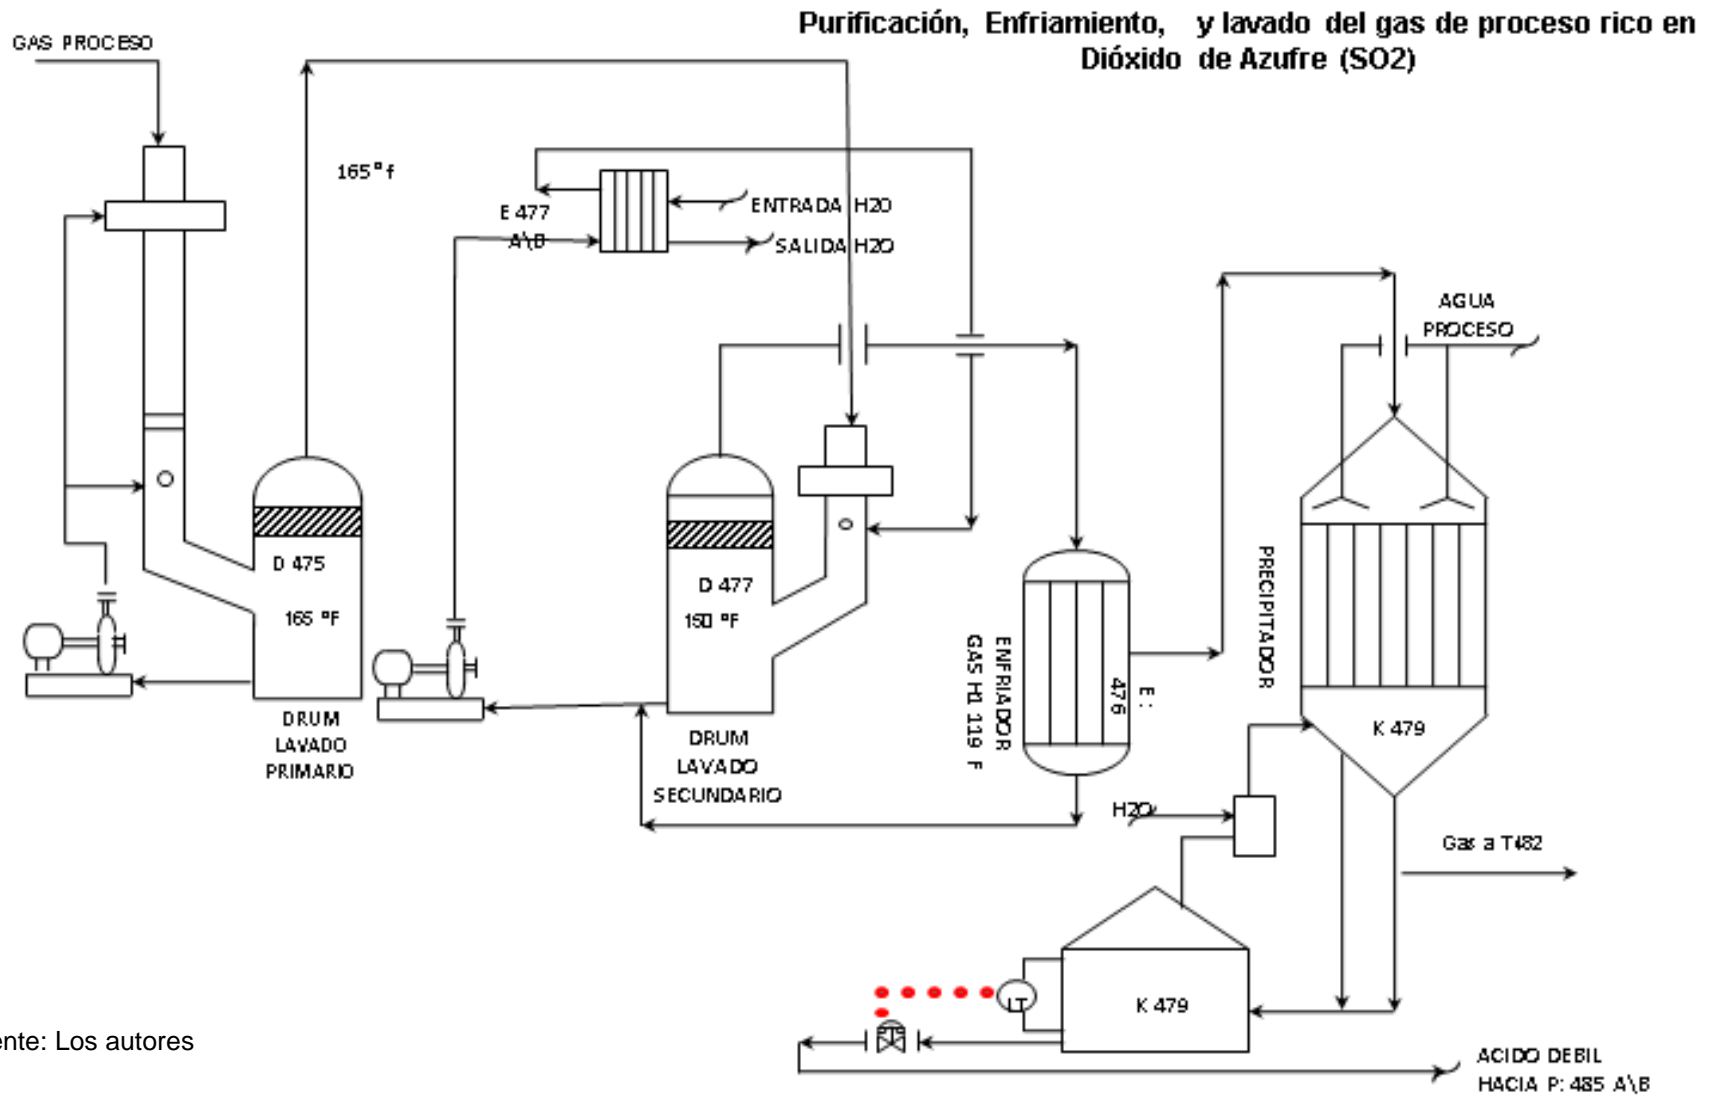 Purificación, Enfriamiento, y lavado del gas de proceso rico en
Dióxido de Azufre (SO2)
GAS PROCESO
165°f
E 477
A\B
ENTRADA H2O
SALIDA H2O
AGUA
PROCESO
D 475
165 °F
DRUM
LAVADO
PRIMARIO
D 477
150 °F
DRUM
LAVADO
SECUNDARIO
ENFRIADOR
GAS H1 119 F
E:
476
PRECIPITADOR
K 479
H2O
Gas a T482
LT
K 479
ente: Los autores
ACIDO DEBIL
HACIA P: 485 A\B